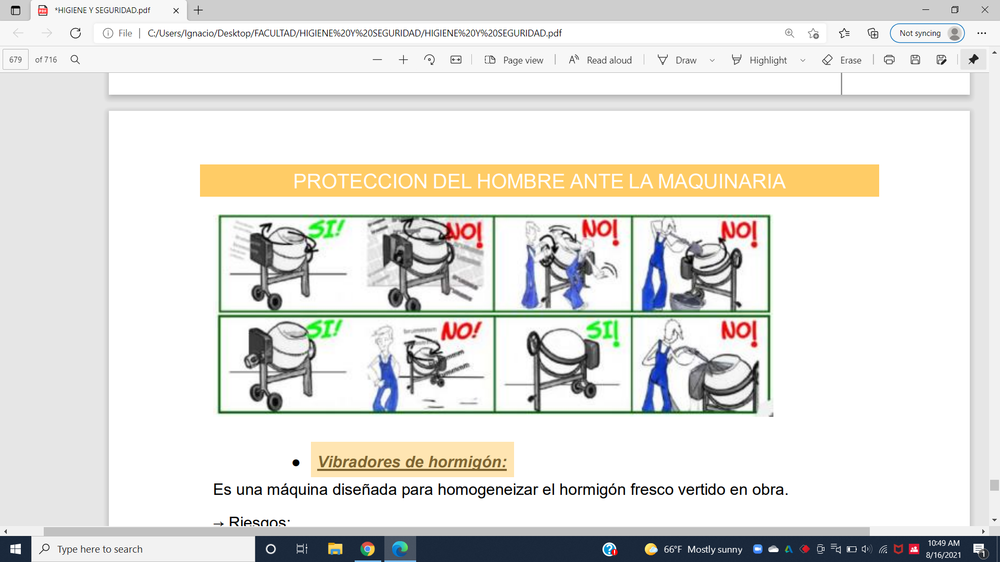 *HIGIENE Y SEGURIDAD.pdf
File
C:/Users/Ignacio/Desktop/FACULTAD/HIGIENE%20Y%20SEGURIDAD/HIGIENE%20Y%20SEGURIDAD.pdf
Not syncing
679 of 716
Page view
Read aloud
Draw
Highlight
Erase
PROTECCION DEL HOMBRE ANTE LA MAQUINARIA
SI! NO! NO! NO!
SI! NO! SI! NO!
• Vibradores de hormigón:
Es una máquina diseñada para homogeneizar el hormigón fresco vertido en obra.
→ Riesgos:
Type here to search
66°F Mostly sunny
10:49 AM
8/16/2021
1